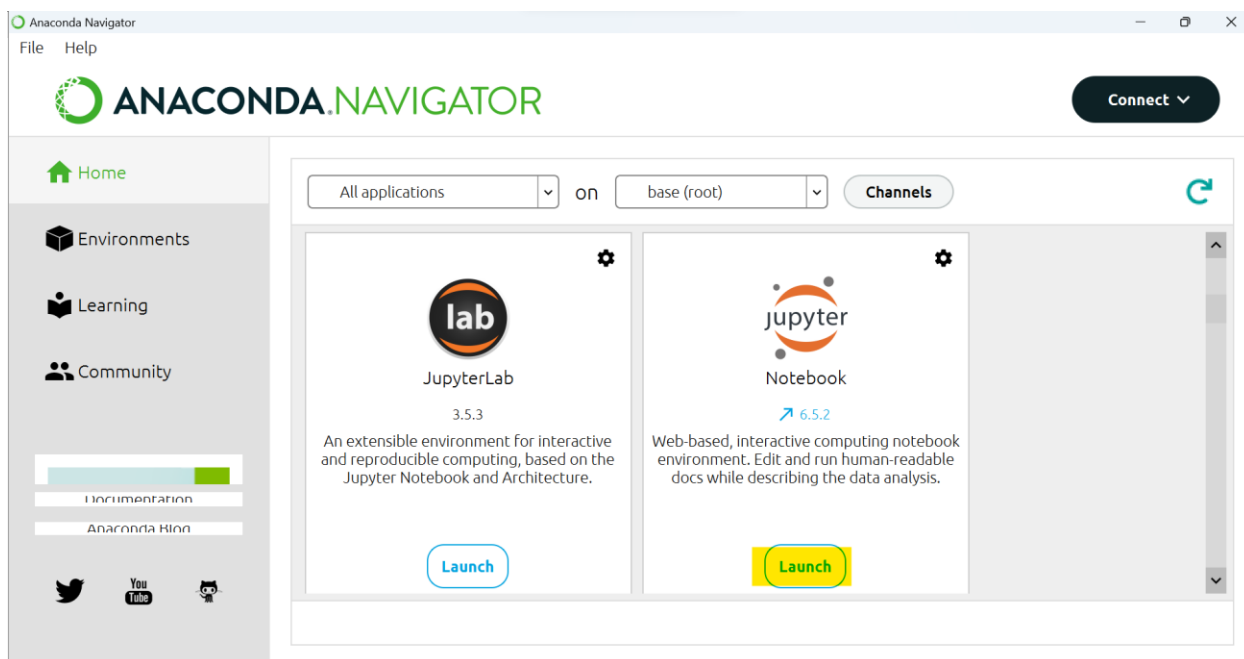 Anaconda Navigator
File Help
ANACONDA.NAVIGATOR
Connect
Home
Environments
Learning
Community
Documentation
Anaconda Blog
You
Tube
All applications on base (root) Channels
lab
JupyterLab
3.5.3
An extensible environment for interactive
and reproducible computing, based on the
Jupyter Notebook and Architecture.
Launch
jupyter
Notebook
6.5.2
Web-based, interactive computing notebook
environment. Edit and run human-readable
docs while describing the data analysis.
Launch